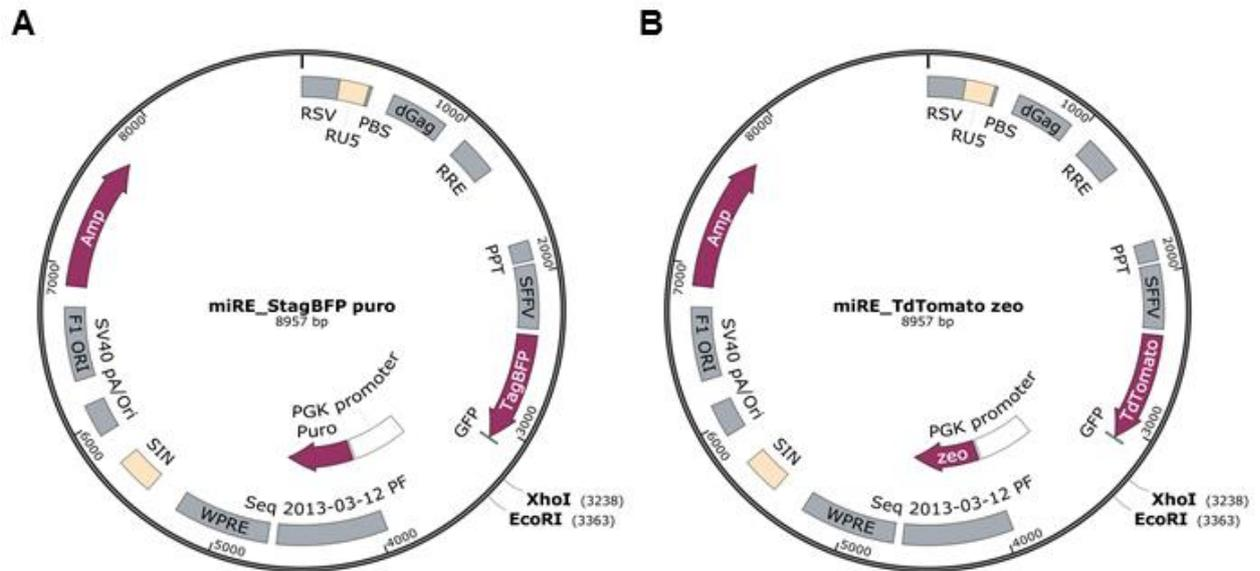 A
RSV
RU5
PBS
dGag
1000
RRE
8000
Amp
2000
PPT
SFFV
7000
miRE_StagBFP puro
8957 bp
F1 ORI
SV40 pA/Ori
TagBFP
PGK promoter
Puro
GFP
3000
6000
SIN
Seq 2013-03-12 PF
WPRE
XhoI (3238)
EcoRI (3363)
5000
4000
B
RSV
RU5
PBS
dGag
1000
RRE
8000
Amp
2000
PPT
SFFV
7000
miRE_TdTomato zeo
8957 bp
F1 ORI
SV40 pA/Ori
TdTomato
PGK promoter
zeo
GFP
3000
6000
SIN
Seq 2013-03-12 PF
WPRE
XhoI (3238)
EcoRI (3363)
5000
4000